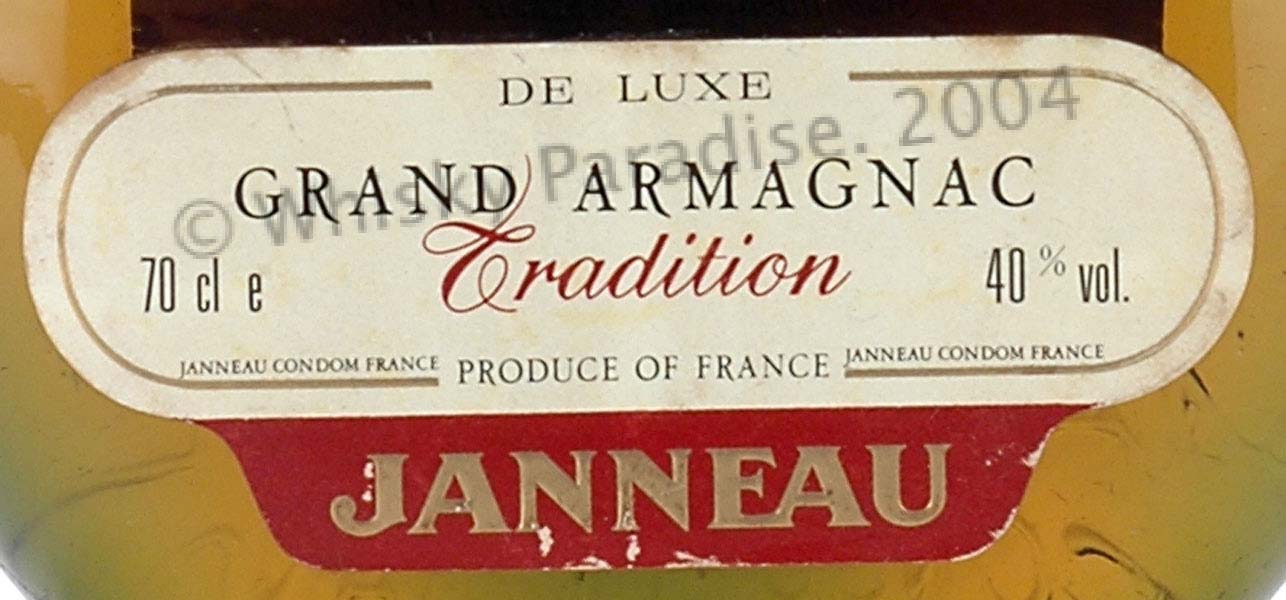 DE LUXE
© Whisky Paradise. 2004
GRAND ARMAGNAC
Tradition
70 cl e
40 % vol.
JANNEAU CONDOM FRANCE
PRODUCE OF FRANCE
JANNEAU CONDOM FRANCE
JANNEAU